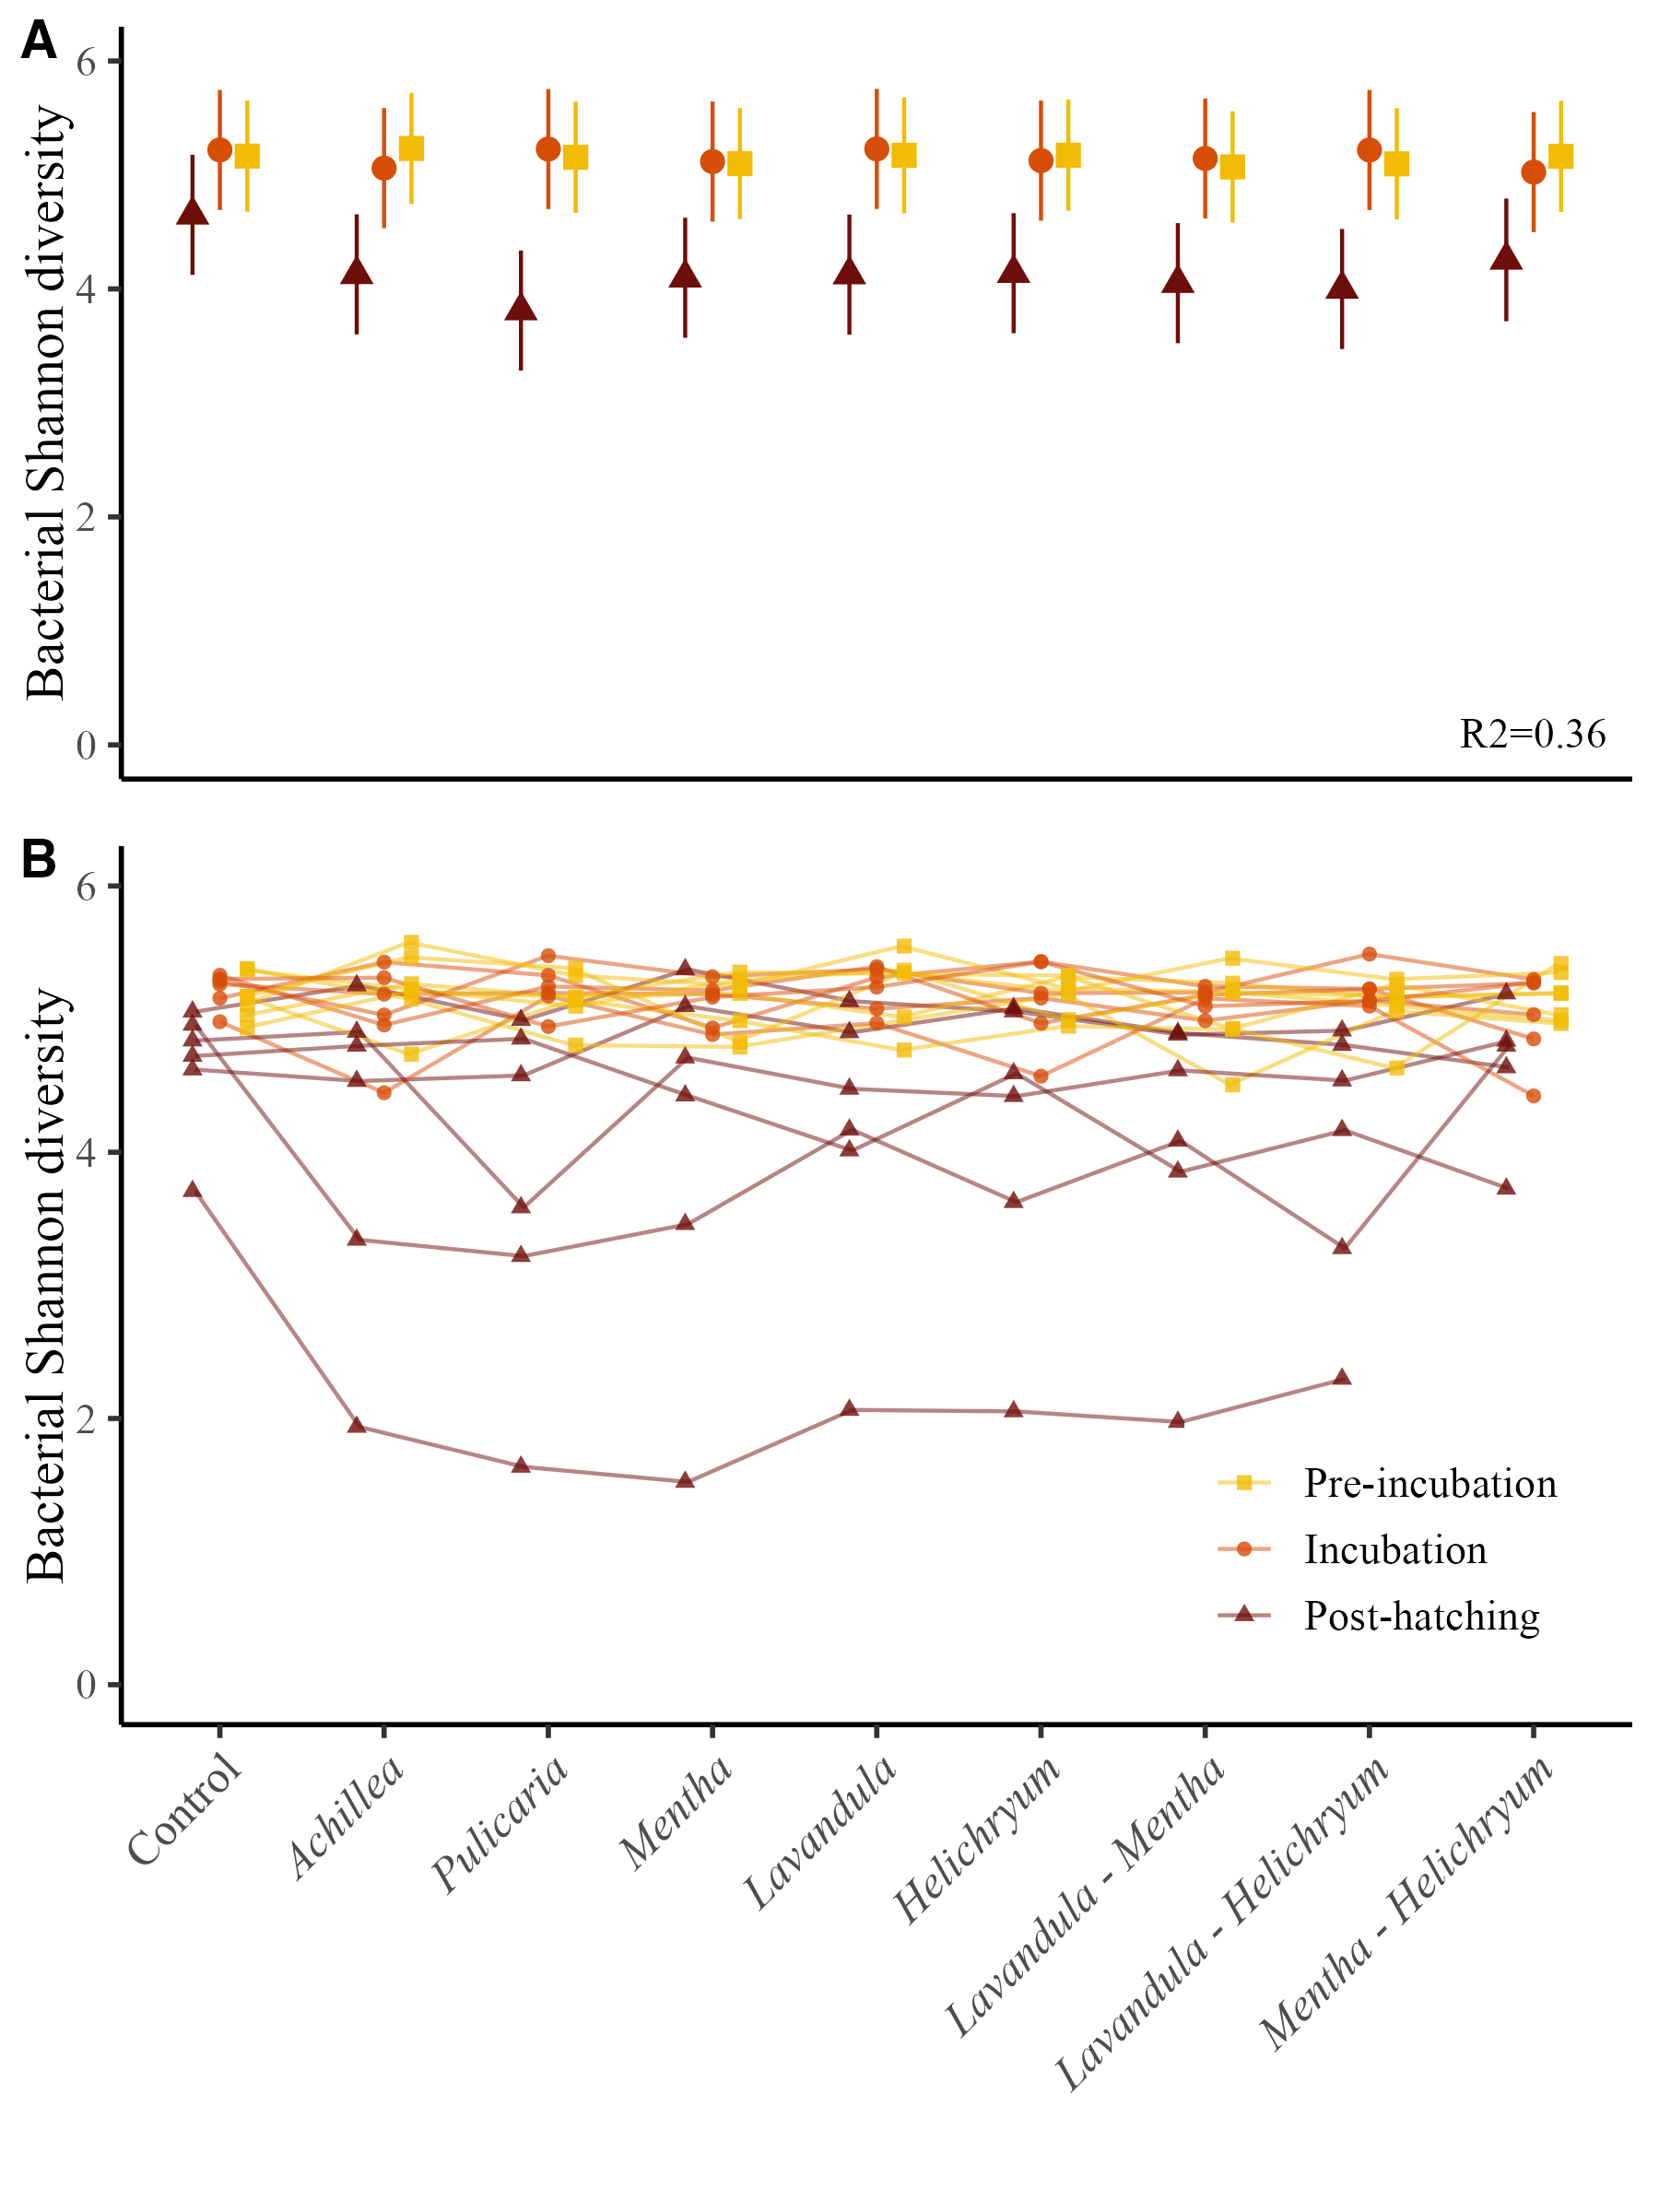 A
Bacterial Shannon diversity
6
4
2
0
R2=0.36
B
Bacterial Shannon diversity
6
4
2
0
Pre-incubation
Incubation
Post-hatching
Control
Achillea
Pulicaria
Mentha
Lavandula
Helichryum
Lavandula - Mentha
Lavandula - Helichryum
Mentha - Helichryum